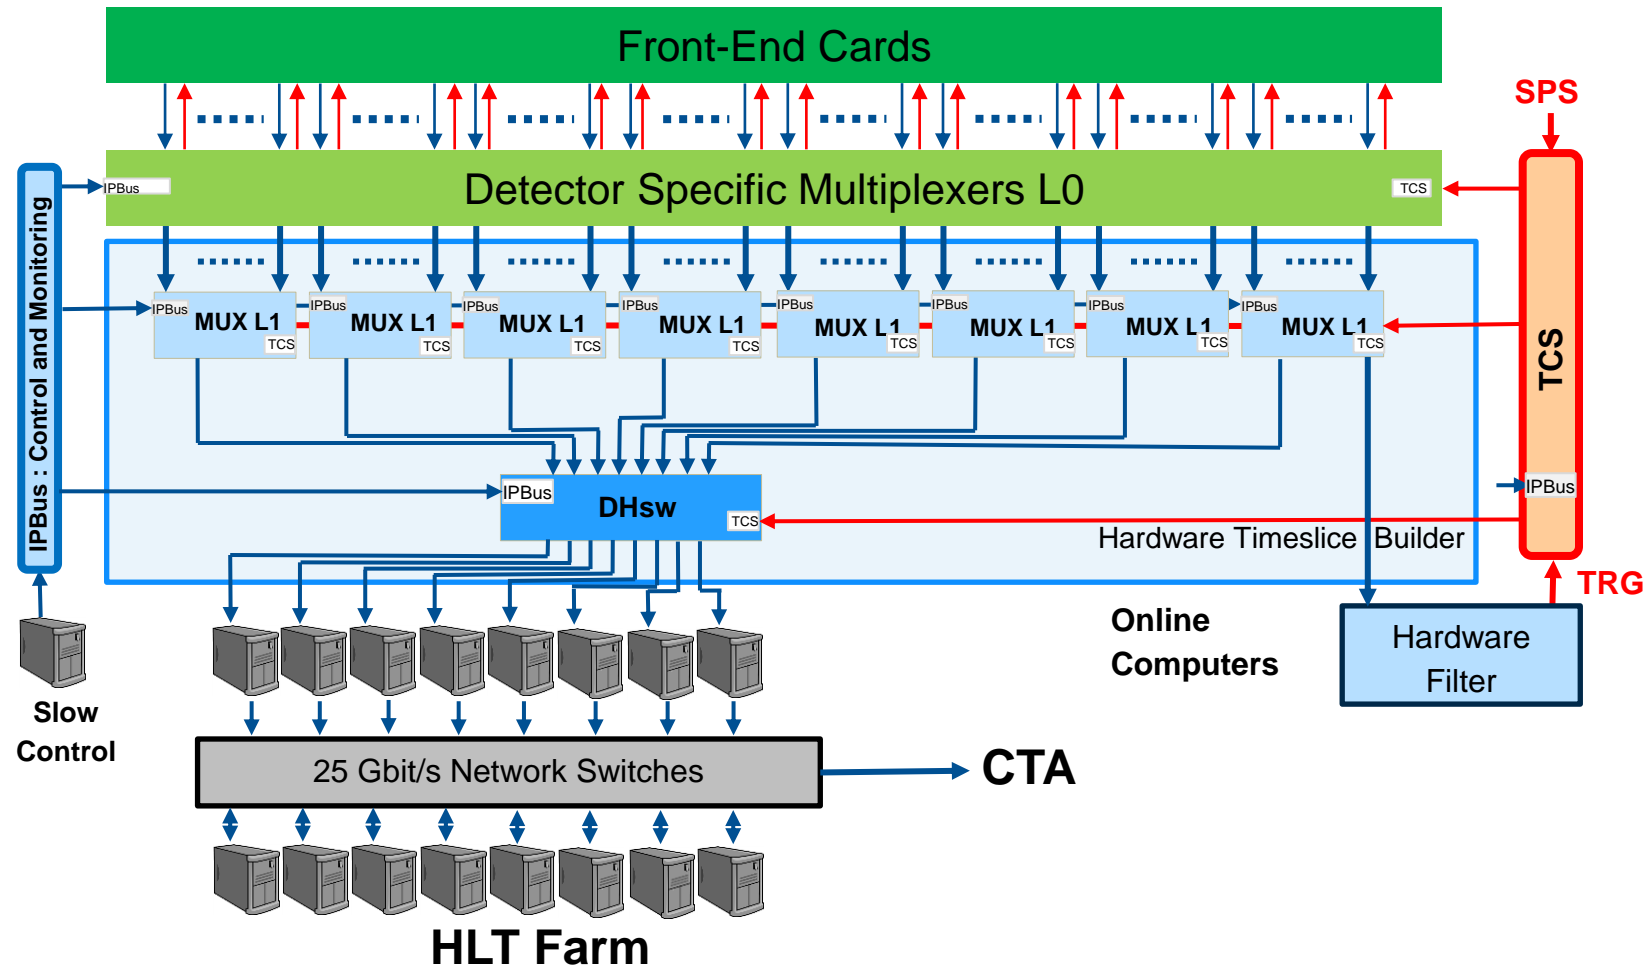 Front-End Cards
SPS
IPBus
Detector Specific Multiplexers L0
TCS
IPBus : Control and Monitoring
TCS
IPBus
MUX L1
TCS
IPBus
MUX L1
TCS
IPBus
MUX L1
TCS
IPBus
MUX L1
TCS
IPBus
MUX L1
TCS
IPBus
MUX L1
TCS
IPBus
MUX L1
TCS
IPBus
MUX L1
TCS
IPBus
DHsw
TCS
IPBus
Hardware Timeslice Builder
TRG
Online
Computers
Hardware
Filter
Slow
Control
25 Gbit/s Network Switches
CTA
HLT Farm